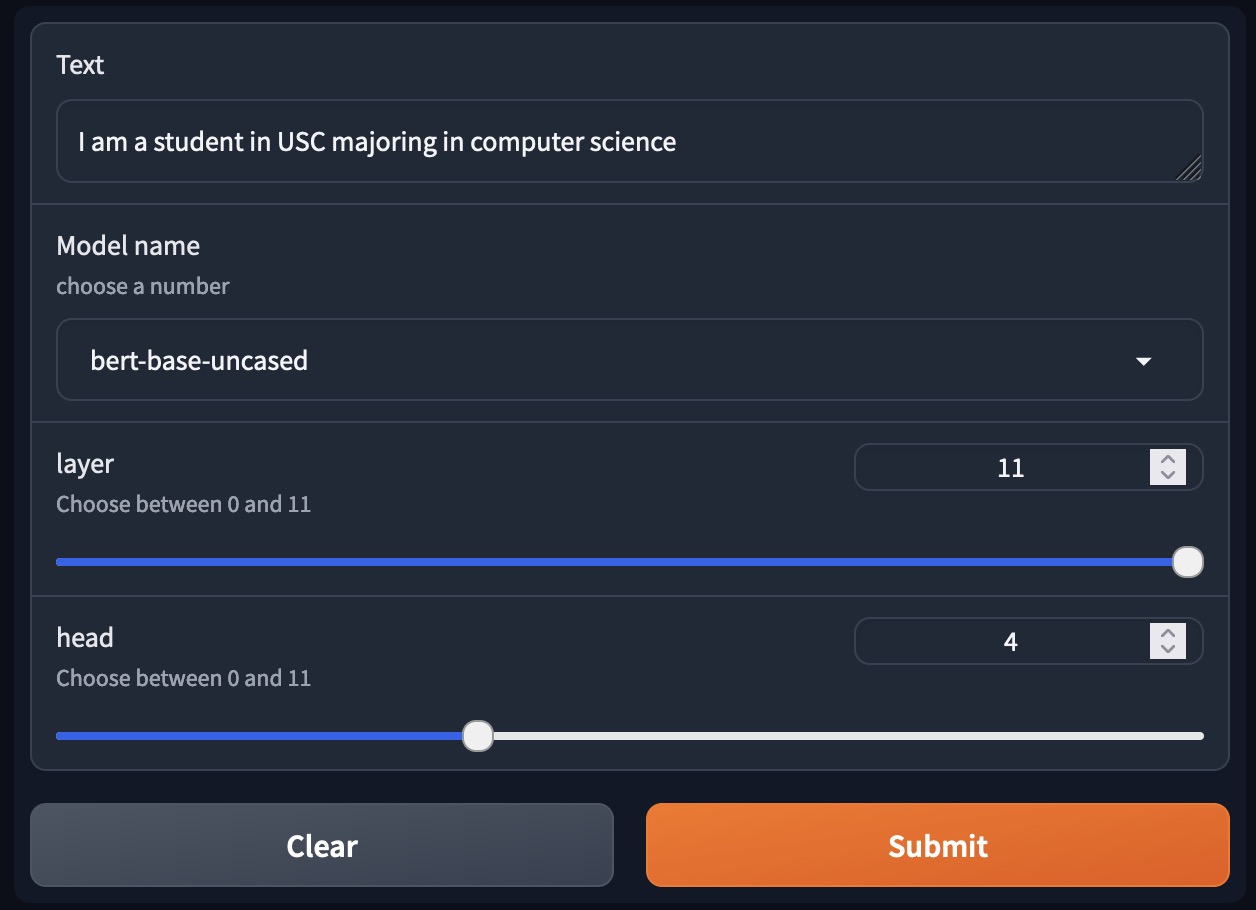 Text
I am a student in USC majoring in computer science
Model name
choose a number
bert-base-uncased
layer
11
Choose between 0 and 11
head
4
Choose between 0 and 11
Clear
Submit